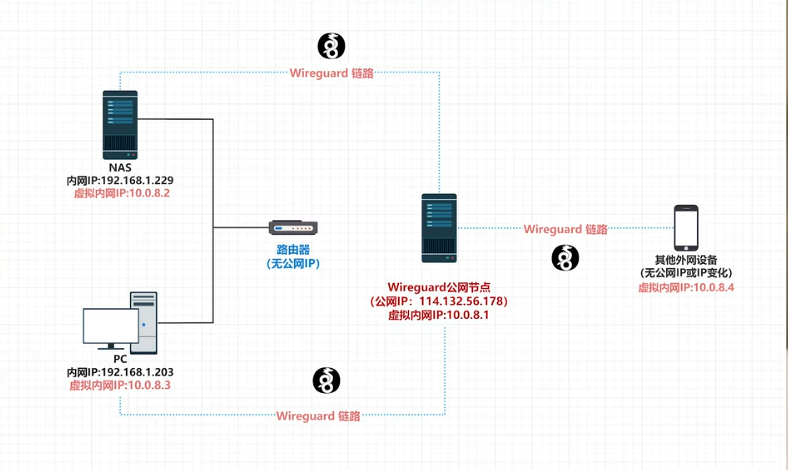 Wireguard 链路
NAS
内网IP:192.168.1.229
虚拟内网IP:10.0.8.2
路由器
(无公网IP)
Wireguard 链路
其他外网设备
(无公网IP或IP变化)
虚拟内网IP:10.0.8.4
Wireguard公网节点
(公网IP：114.132.56.178)
虚拟内网IP:10.0.8.1
PC
内网IP:192.168.1.203
虚拟内网IP:10.0.8.3
Wireguard 链路